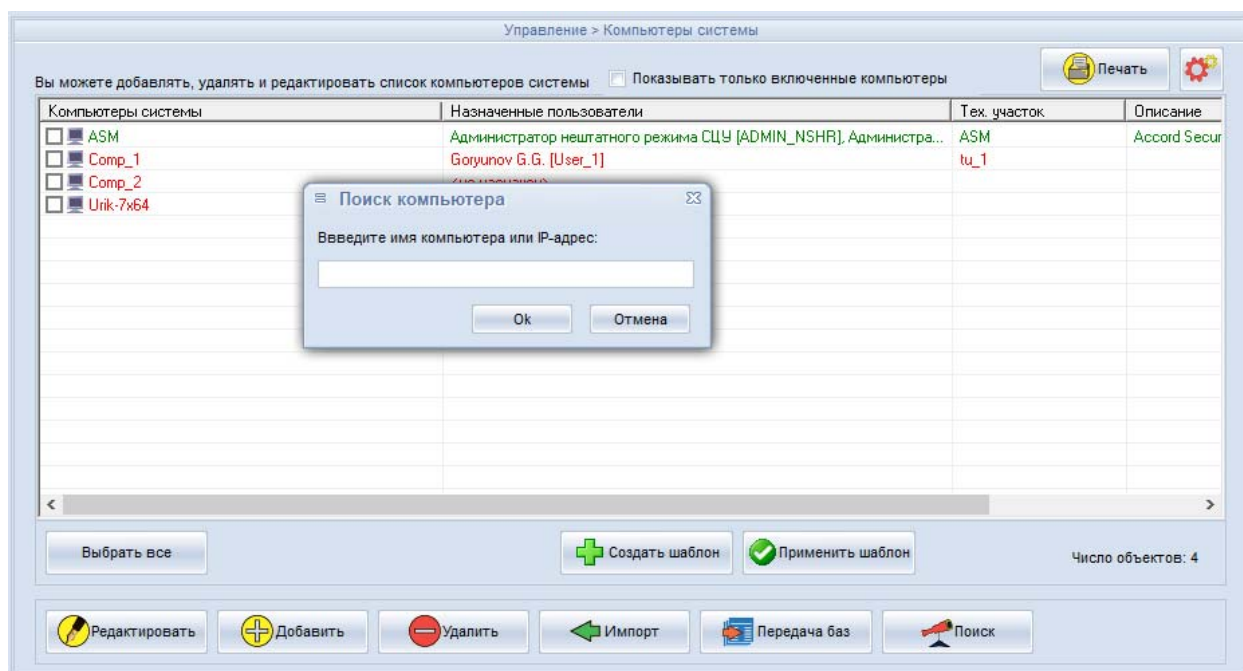 Управление > Компьютеры системы
Вы можете добавлять, удалять и редактировать список компьютеров системы Показывать только включенные компьютеры Печать
Компьютеры системы Назначенные пользователи Тех. участок Описание
ASM Администратор нештатного режима СЦУ [ADMIN_NSHR], Администра... ASM Accord Secur
Comp_1 Goryunov G.G. [User_1] tu_1
Comp_2
Urik-7x64
Поиск компьютера
Ввведите имя компьютера или IP-адрес:
Ok Отмена
Выбрать все Создать шаблон Применить шаблон Число объектов: 4
Редактировать Добавить Удалить Импорт Передача баз Поиск